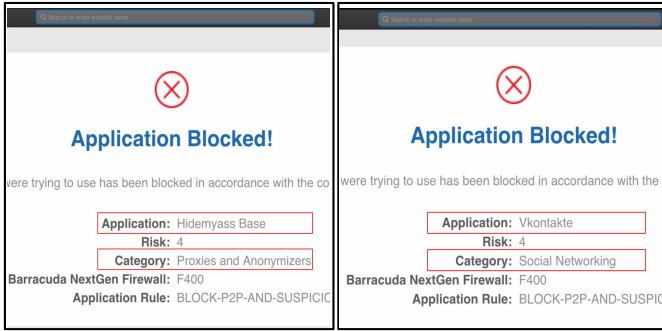 Search or enter website name
Application Blocked!
were trying to use has been blocked in accordance with the co
Application: Hidemyass Base
Risk: 4
Category: Proxies and Anonymizers
Barracuda NextGen Firewall: F400
Application Rule: BLOCK-P2P-AND-SUSPICIO
Search or enter website name
Application Blocked!
were trying to use has been blocked in accordance with the
Application: Vkontakte
Risk: 4
Category: Social Networking
Barracuda NextGen Firewall: F400
Application Rule: BLOCK-P2P-AND-SUSPIC